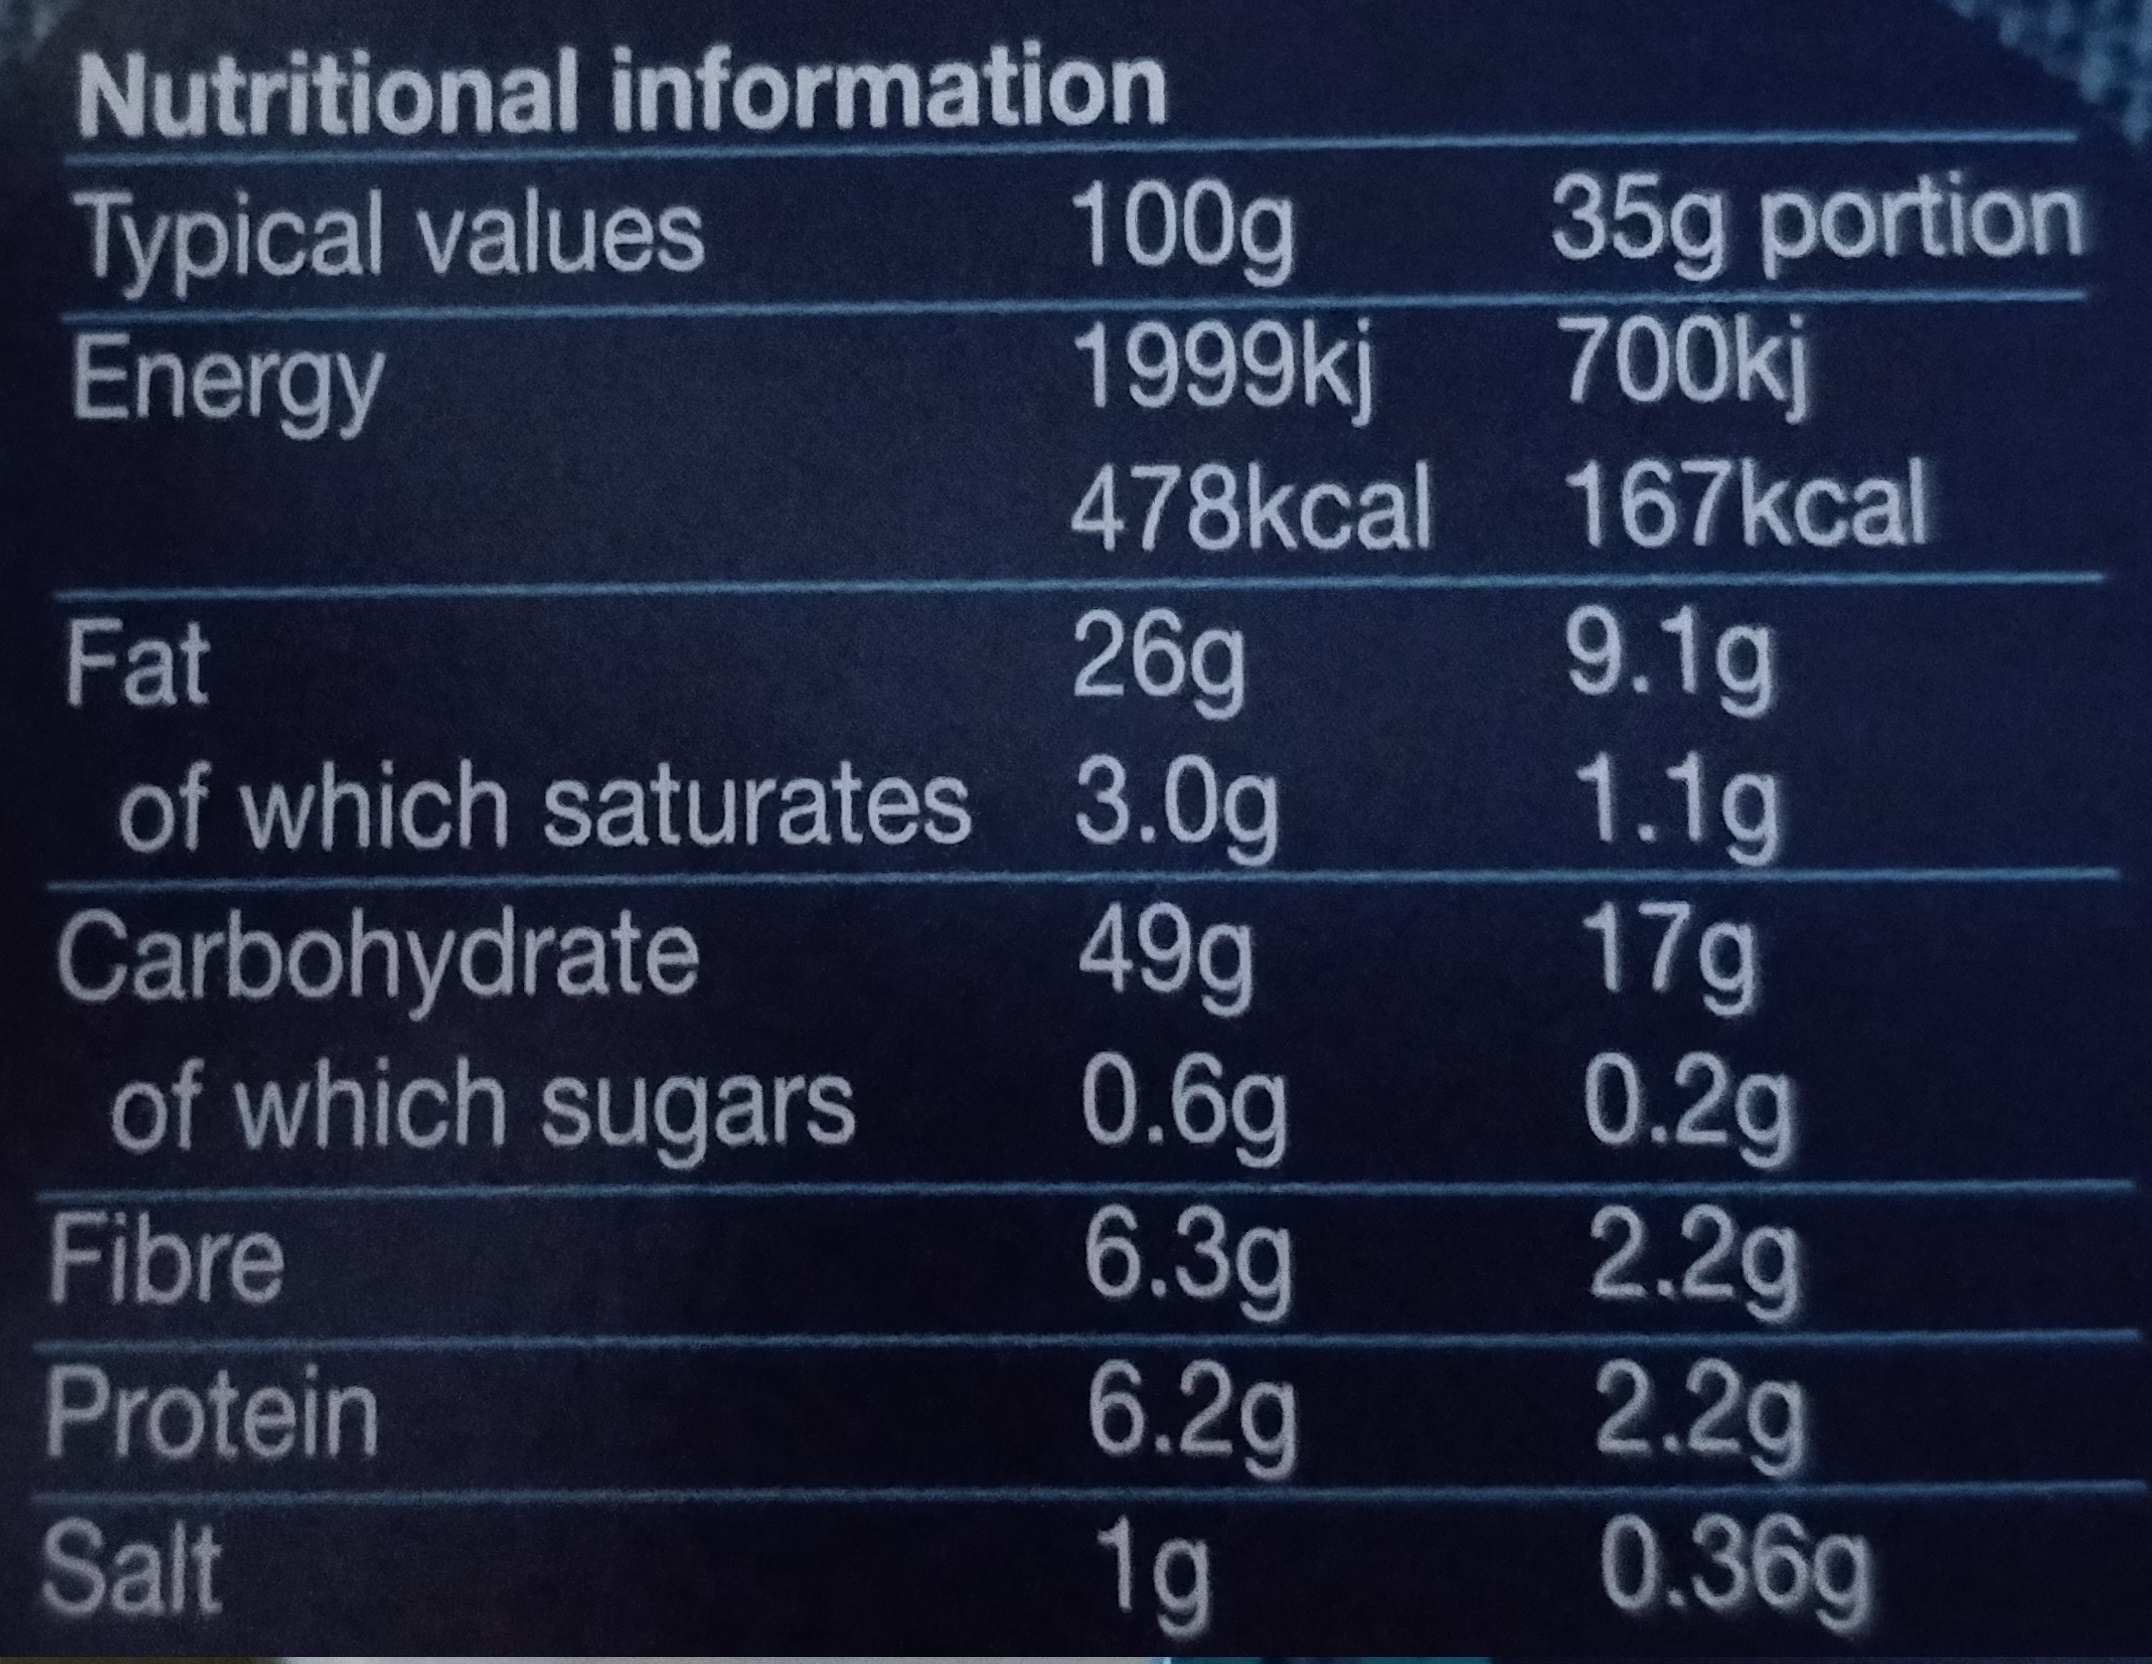 Nutritional information
Typical values 100g 35g portion
Energy 1999kj 700kj
478kcal 167kcal
Fat 26g 9.1g
of which saturates 3.0g 1.1g
Carbohydrate 49g 17g
of which sugars 0.6g 0.2g
Fibre 6.3g 2.2g
Protein 6.2g 2.2g
Salt 1g 0.36g